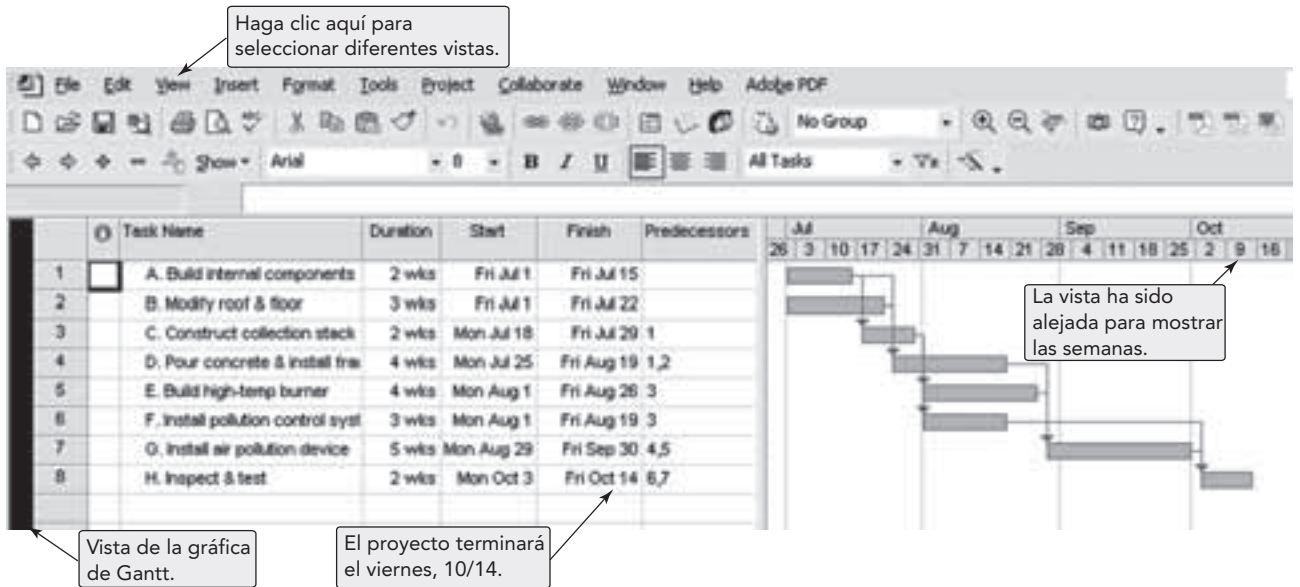 Haga clic aquí para
seleccionar diferentes vistas.
File Edit View Insert Format Tools Project Collaborate Window Help Adobe PDF
No Group
Show Arial 8 B I U All Tasks
Task Name Duration Start Finish Predecessors Jul Aug Sep Oct
26 3 10 17 24 31 7 14 21 28 4 11 18 25 2 9 16
1 A. Build internal components 2 wks Fri Jul 1 Fri Jul 15
2 B. Modify roof & floor 3 wks Fri Jul 1 Fri Jul 22
3 C. Construct collection stack 2 wks Mon Jul 18 Fri Jul 29 1
4 D. Pour concrete & install fra 4 wks Mon Jul 25 Fri Aug 19 1,2
5 E. Build high-temp burner 4 wks Mon Aug 1 Fri Aug 26 3
6 F. Install pollution control syst 3 wks Mon Aug 1 Fri Aug 19 3
7 G. Install air pollution device 5 wks Mon Aug 29 Fri Sep 30 4,5
8 H. Inspect & test 2 wks Mon Oct 3 Fri Oct 14 6,7
La vista ha sido
alejada para mostrar
las semanas.
Vista de la gráfica
de Gantt.
El proyecto terminará
el viernes, 10/14.